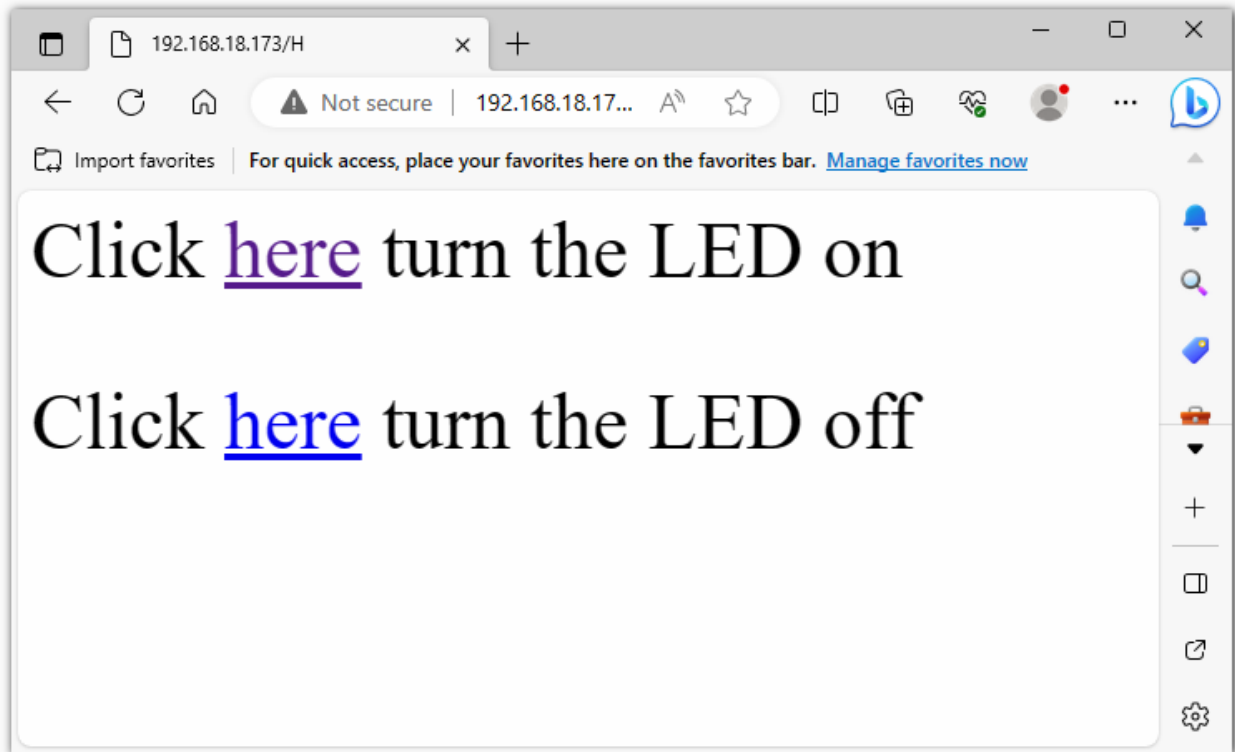 192.168.18.173/H
Not secure 192.168.18.17...
Import favorites For quick access, place your favorites here on the favorites bar. Manage favorites now
Click here turn the LED on
Click here turn the LED off